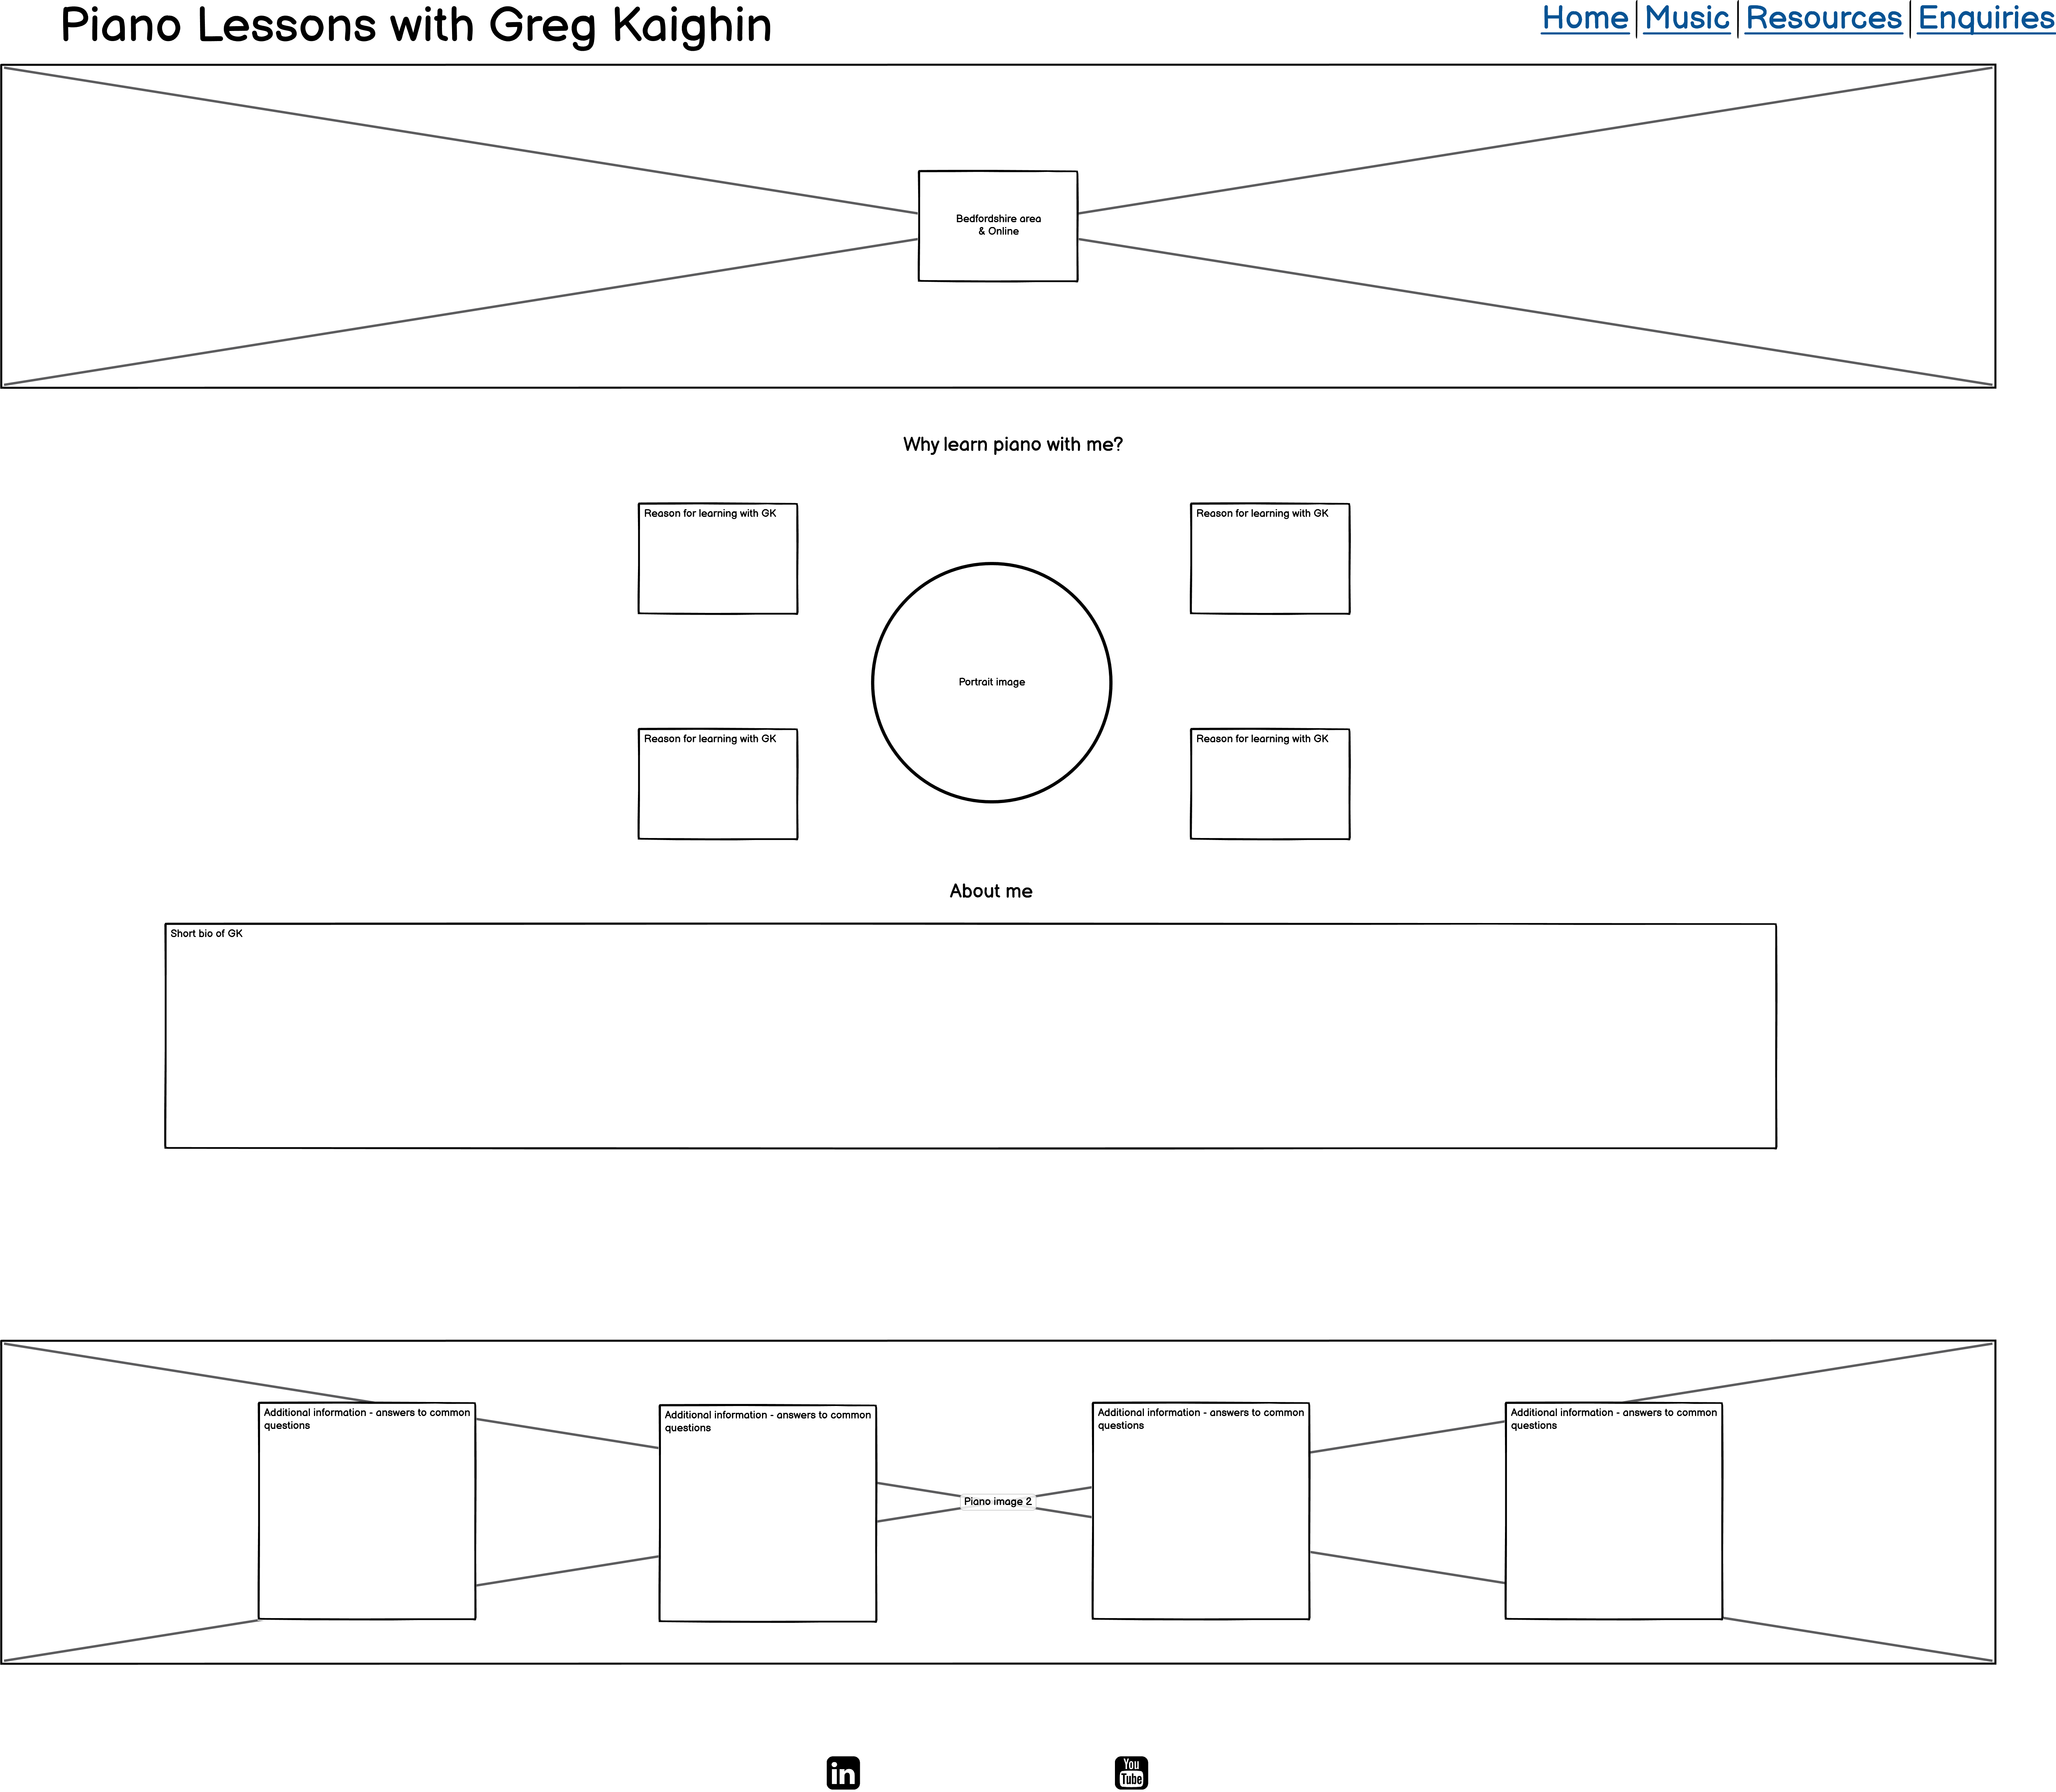 Piano Lessons with Greg Kaighin
Home | Music | Resources | Enquiries
Bedfordshire area
& Online
Why learn piano with me?
Reason for learning with GK
Reason for learning with GK
Portrait image
Reason for learning with GK
Reason for learning with GK
About me
Short bio of GK
Additional information - answers to common
questions
Additional information - answers to common
questions
Additional information - answers to common
questions
Additional information - answers to common
questions
Piano image 2
in
You
Tube